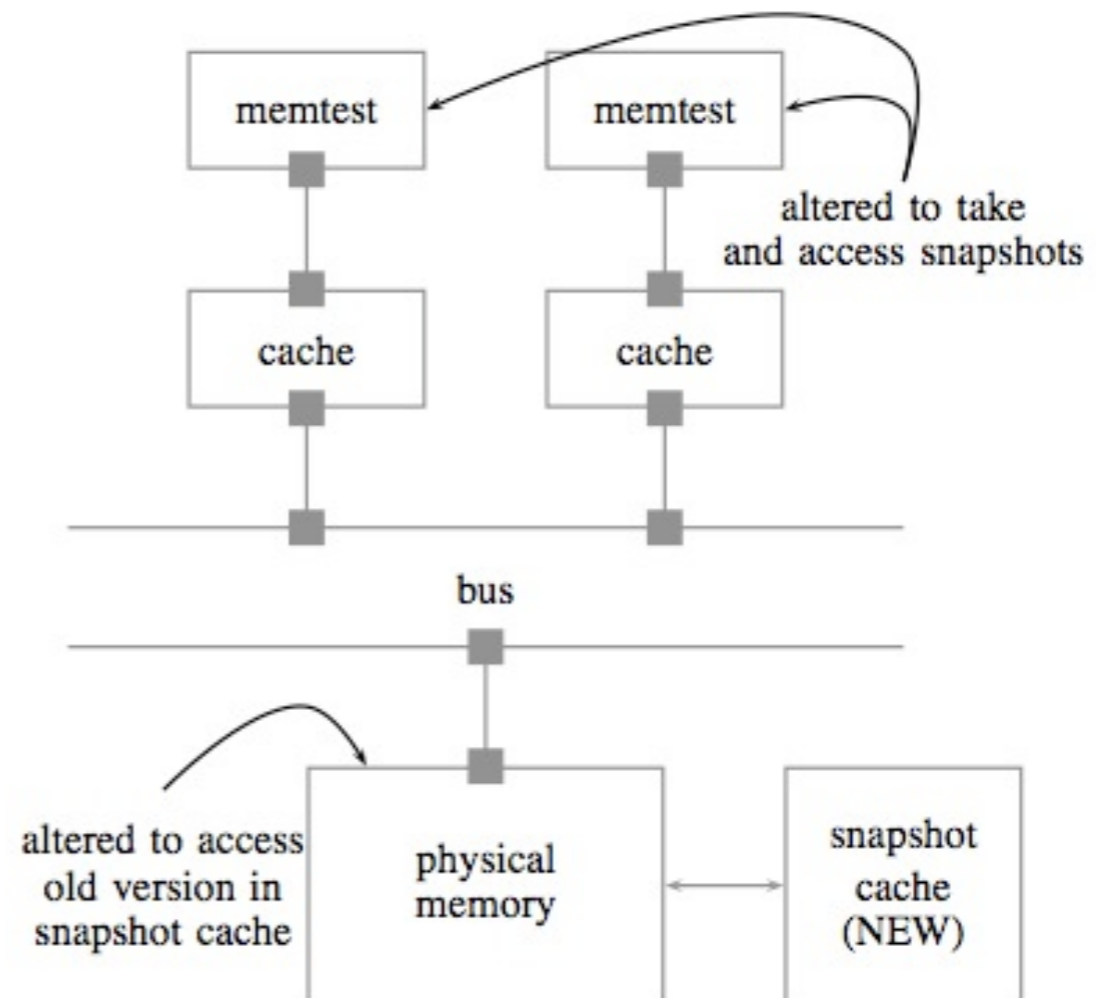 memtest
memtest
altered to take
and access snapshots
cache
cache
bus
altered to access
old version in
snapshot cache
physical
memory
snapshot
cache
(NEW)